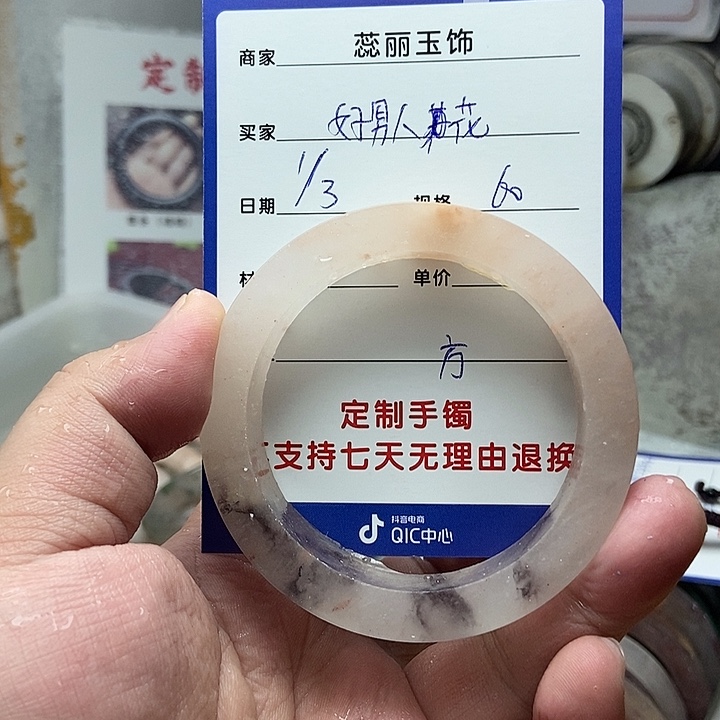 定制
商家 蕊丽玉饰
买家 好男人
日期 1/3 规格 60
单价
方
定制手镯
支持七天无理由退换
抖音电商
QIC中心